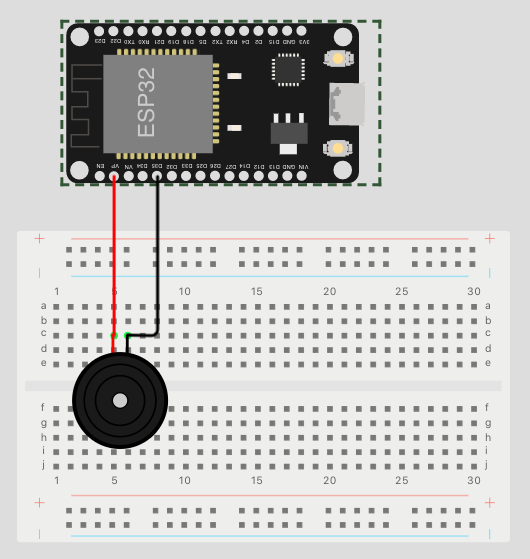 D23 D22 TX0 RX0 D21 D19 D18 D5 TX2 RX2 D4 D2 D15 GND 3V3
ESP32
EN VP VN D34 D35 D32 D33 D25 D26 D27 D14 D12 D13 GND VIN
+ +
| |
1 5 10 15 20 25 30
a a
b b
c c
d d
e e
f f
g g
h h
i i
j j
1 5 10 15 20 25 30
+ +
| |